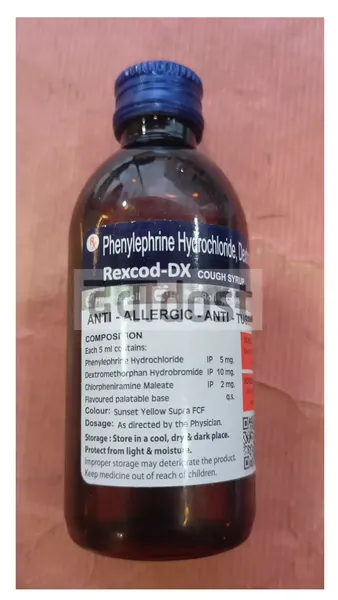 Rx Phenylephrine Hydrochloride,
Rexcod-DX COUGH SYRUP
Goldost
ANTI - ALLERGIC - ANTI -
COMPOSITION
Each 5 ml contains:
Phenylephrine Hydrochloride IP 5 mg.
Dextromethorphan Hydrobromide IP 10 mg.
Chlorpheniramine Maleate IP 2 mg.
Flavoured palatable base q.s.
Colour: Sunset Yellow Supra FCF
Dosage: As directed by the Physician.
Storage : Store in a cool, dry & dark place.
Protect from light & moisture.
Improper storage may deteriorate the product.
Keep medicine out of reach of children.